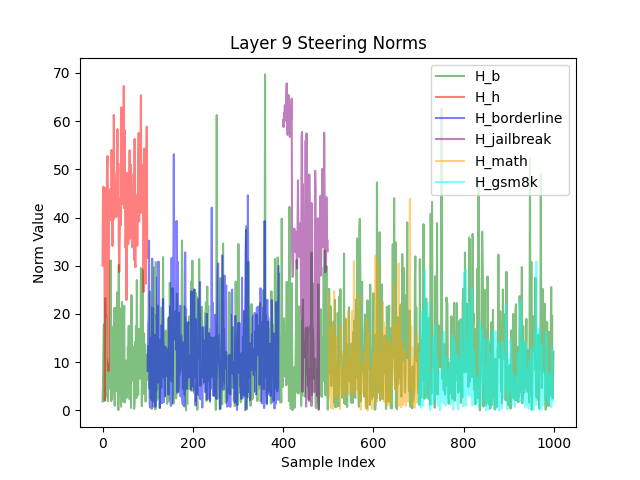 Layer 9 Steering Norms
Norm Value
70
60
50
40
30
20
10
0
H_b
H_h
H_borderline
H_jailbreak
H_math
H_gsm8k
0 200 400 600 800 1000
Sample Index